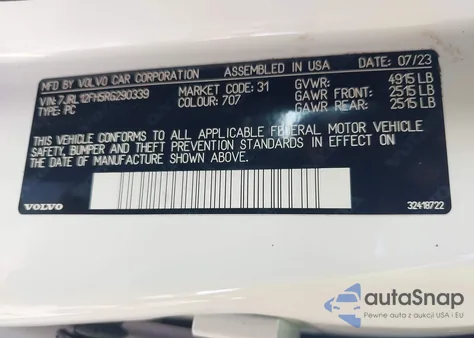 MFD BY VOLVO CAR CORPORATION ASSEMBLED IN USA DATE: 07/23
VIN: 7JRL12FH5RG290339 MARKET CODE: 31 GVWR: 4915 LB
TYPE: PC COLOUR: 707 GAWR FRONT: 2515 LB
GAWR REAR: 2515 LB
THIS VEHICLE CONFORMS TO ALL APPLICABLE FEDERAL MOTOR VEHICLE
SAFETY, BUMPER AND THEFT PREVENTION STANDARDS IN EFFECT ON
THE DATE OF MANUFACTURE SHOWN ABOVE.
VOLVO 32418722
autoSnap
Pewne auta z aukcji USA i EU